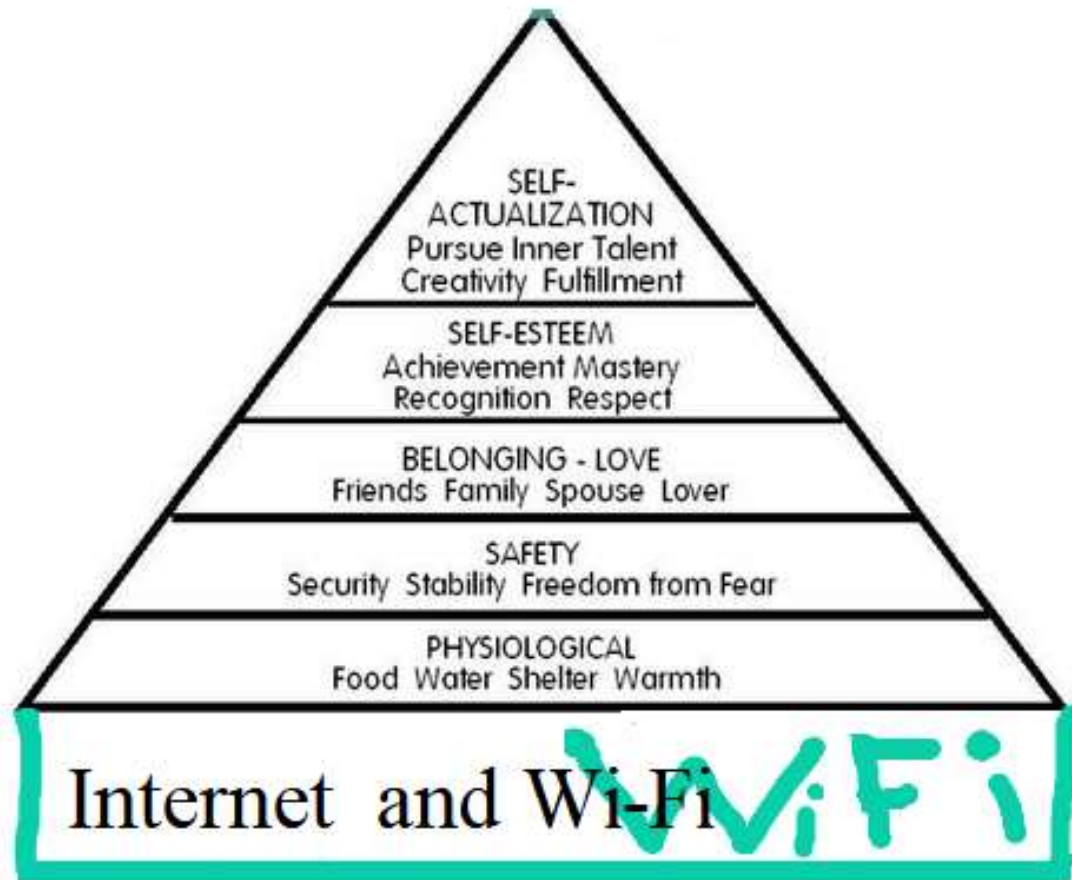 SELF-
ACTUALIZATION
Pursue Inner Talent
Creativity Fulfillment
SELF-ESTEEM
Achievement Mastery
Recognition Respect
BELONGING - LOVE
Friends Family Spouse Lover
SAFETY
Security Stability Freedom from Fear
PHYSIOLOGICAL
Food Water Shelter Warmth
Internet and Wi-Fi
WiFi